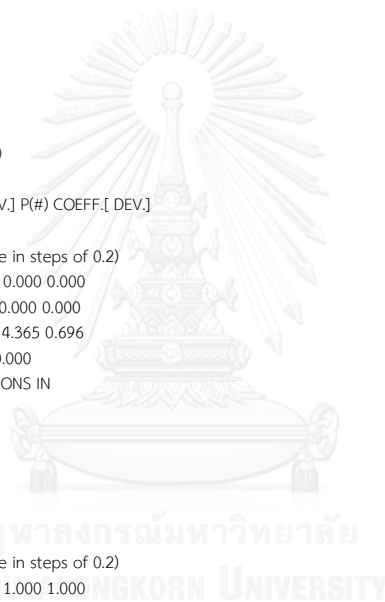 )
V.] P(#) COEFF.[ DEV.]
e in steps of 0.2)
0.000 0.000
0.000 0.000
4.365 0.696
0.000
ONS IN
จุฬาลงกรณ์มหาวิทยาลัย
e in steps of 0.2)
1.000 1.000
NGKORN UNIVERSITY